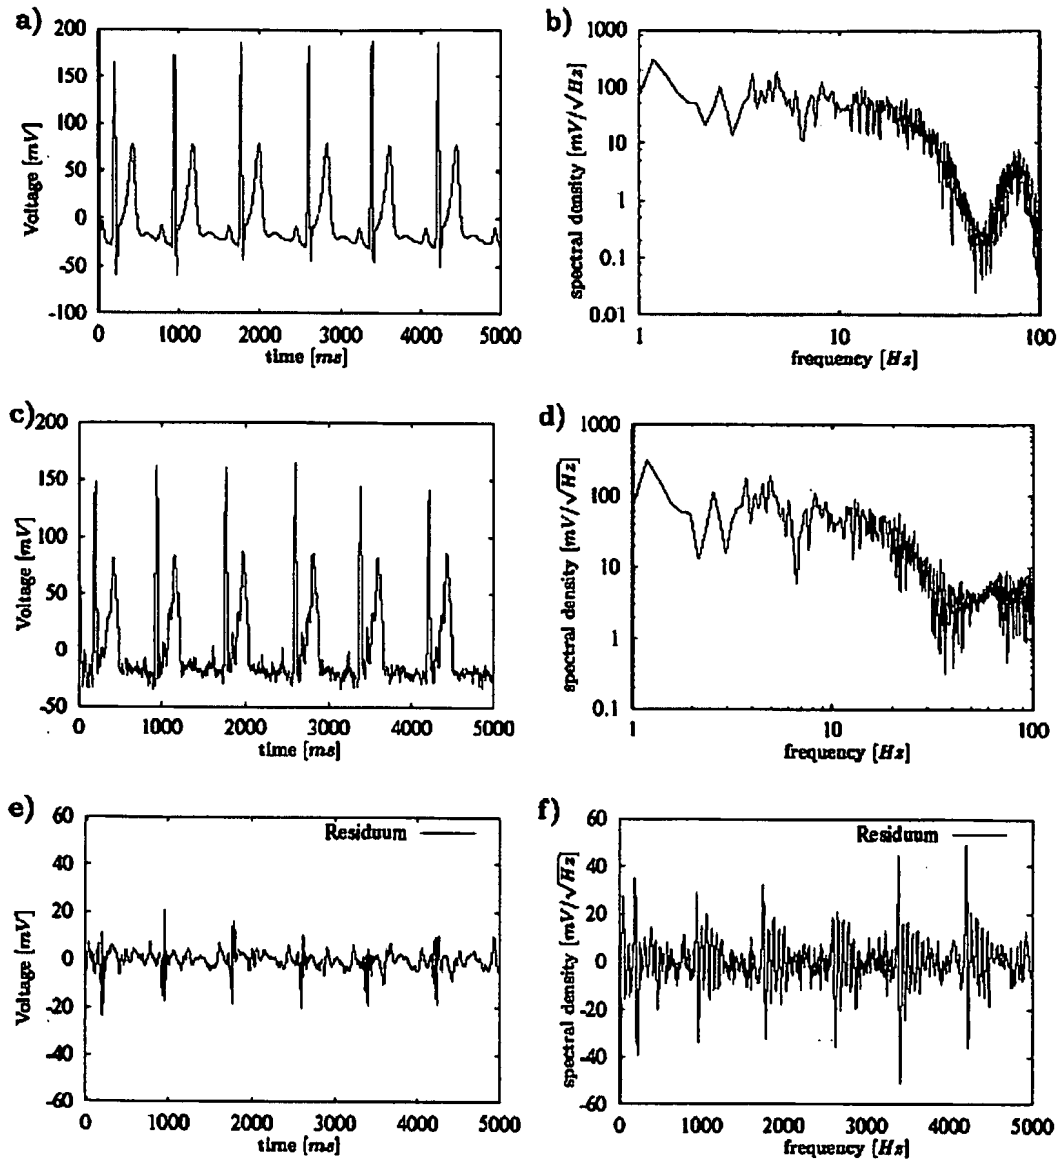 a)
200
150
100
50
0
-50
-100
Voltage [mV]
0 1000 2000 3000 4000 5000
time [ms]
b)
1000
100
10
1
0.1
0.01
spectral density [mV/√Hz]
1 10 100
frequency [Hz]
c)
200
150
100
50
0
-50
Voltage [mV]
0 1000 2000 3000 4000 5000
time [ms]
d)
1000
100
10
1
0.1
spectral density [mV/√Hz]
1 10 100
frequency [Hz]
e)
60
40
20
0
-20
-40
-60
Voltage [mV]
Residuum
0 1000 2000 3000 4000 5000
time [ms]
f)
60
40
20
0
-20
-40
-60
spectral density [mV/√Hz]
Residuum
0 1000 2000 3000 4000 5000
frequency [Hz]